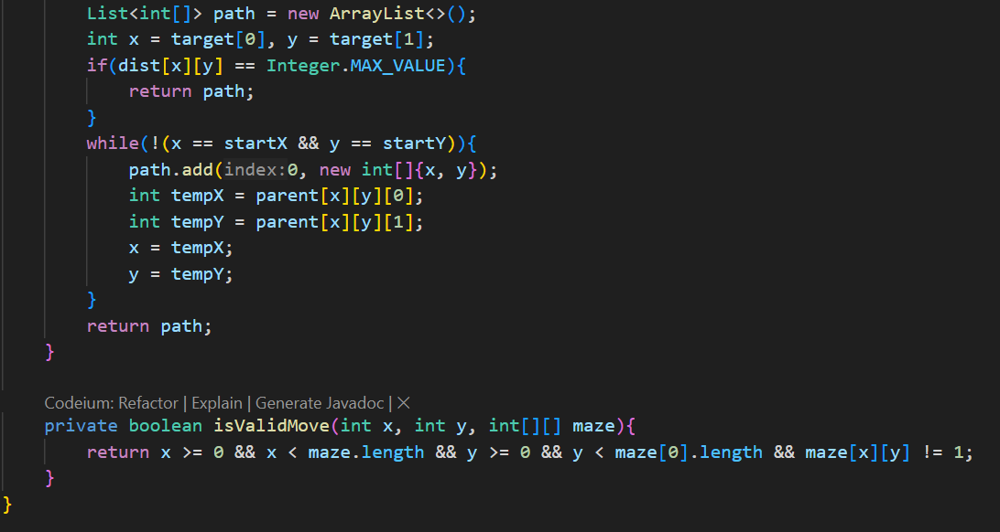 List<int[]> path = new ArrayList<>();
int x = target[0], y = target[1];
if(dist[x][y] == Integer.MAX_VALUE){
return path;
}
while(!(x == startX && y == startY)){
path.add(index:0, new int[]{x, y});
int tempX = parent[x][y][0];
int tempY = parent[x][y][1];
x = tempX;
y = tempY;
}
return path;
}
Codeium: Refactor | Explain | Generate Javadoc | ×
private boolean isValidMove(int x, int y, int[][] maze){
return x >= 0 && x < maze.length && y >= 0 && y < maze[0].length && maze[x][y] != 1;
}
}